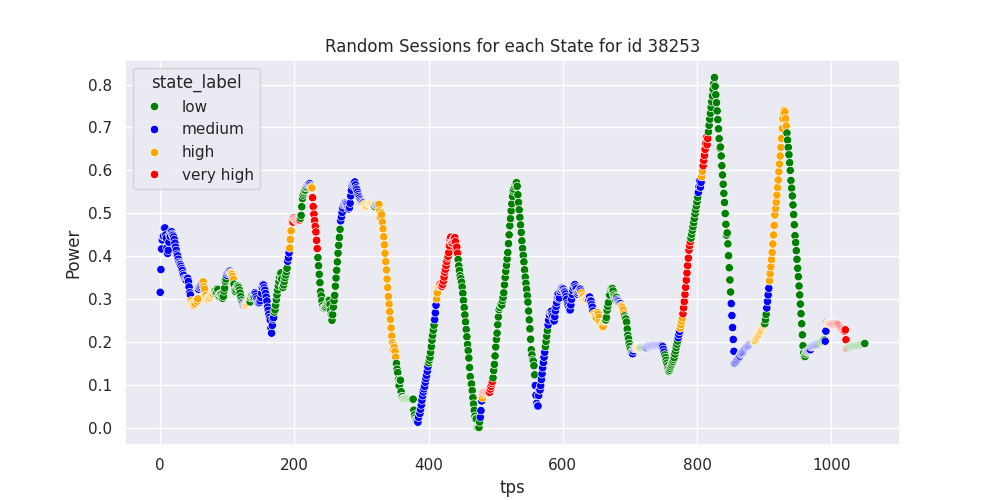 Random Sessions for each State for id 38253
state_label
low
medium
high
very high
Power
0.8
0.7
0.6
0.5
0.4
0.3
0.2
0.1
0.0
0 200 400 600 800 1000
tps